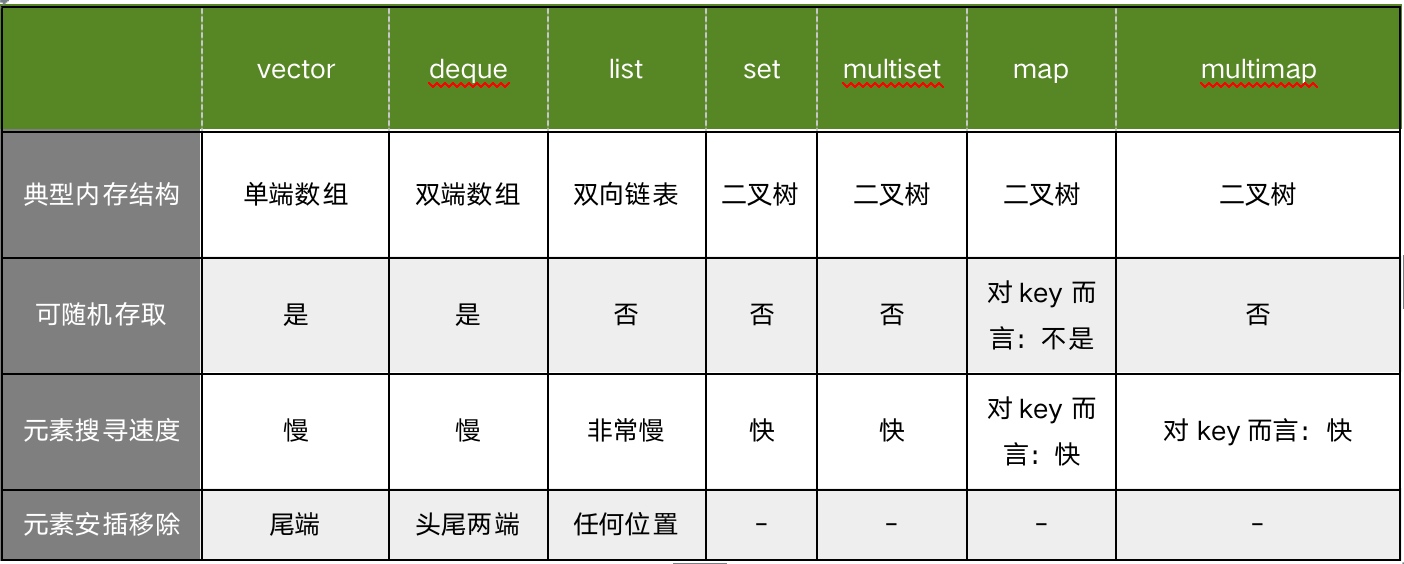 vector deque list set multiset map multimap
典型内存结构 单端数组 双端数组 双向链表 二叉树 二叉树 二叉树 二叉树
可随机存取 是 是 否 否 否 对 key 而言：不是 否
元素搜寻速度 慢 慢 非常慢 快 快 对 key 而言：快 对 key 而言：快
元素安插移除 尾端 头尾两端 任何位置 - - - -